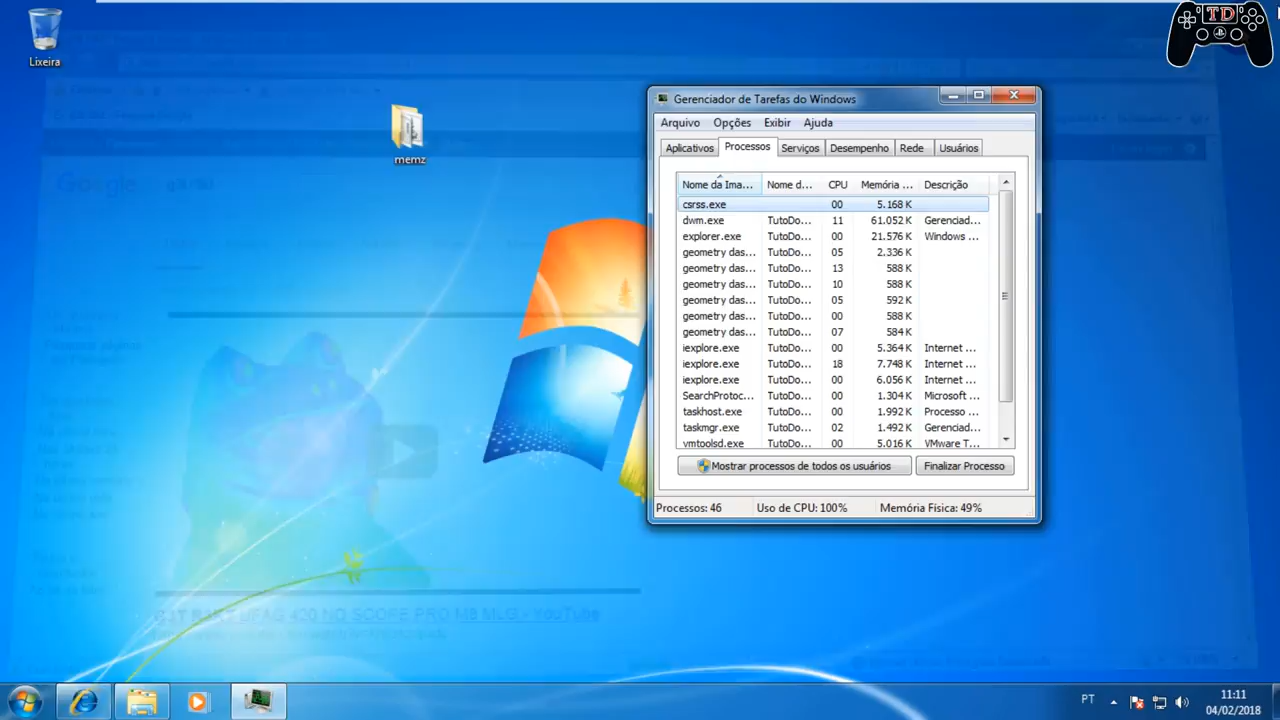 TD
Lixeira
memz
Gerenciador de Tarefas do Windows
Arquivo Opções Exibir Ajuda
Aplicativos Processos Serviços Desempenho Rede Usuários
Nome da Ima... Nome d... CPU Memória ... Descrição
csrss.exe 00 5.168 K
dwm.exe TutoDo... 11 61.052 K Gerenciad...
explorer.exe TutoDo... 00 21.576 K Windows ...
geometry das... TutoDo... 05 2.336 K
geometry das... TutoDo... 13 588 K
geometry das... TutoDo... 10 588 K
geometry das... TutoDo... 05 592 K
geometry das... TutoDo... 00 588 K
geometry das... TutoDo... 07 584 K
iexplore.exe TutoDo... 00 5.364 K Internet ...
iexplore.exe TutoDo... 18 7.748 K Internet ...
iexplore.exe TutoDo... 00 6.056 K Internet ...
SearchProtoc... TutoDo... 00 1.304 K Microsoft ...
taskhost.exe TutoDo... 00 1.992 K Processo ...
taskmgr.exe TutoDo... 02 1.492 K Gerenciad...
vmtoolsd.exe TutoDo... 00 5.016 K VMware T...
Mostrar processos de todos os usuários Finalizar Processo
Processos: 46 Uso de CPU: 100% Memória Física: 49%
Google
420 NO SCOPE PRO MLG - YouTube
PT 11:11
04/02/2018